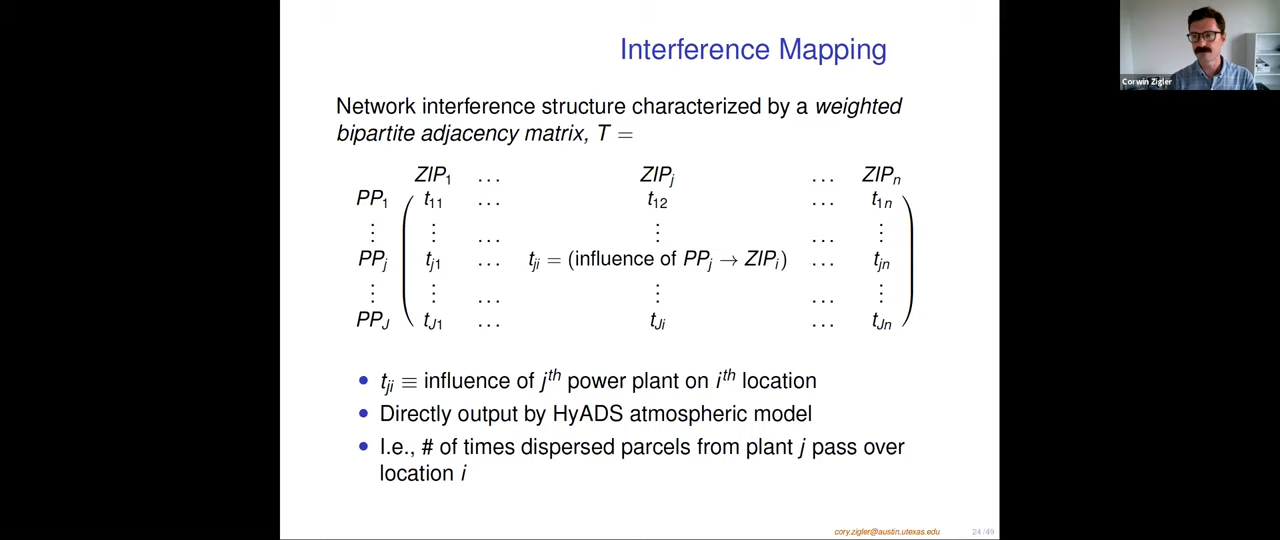 Interference Mapping
Corwin Zigler
Network interference structure characterized by a weighted
bipartite adjacency matrix, T =
ZIP₁ ... ZIPⱼ ... ZIPₙ
PP₁ t₁₁ ... t₁₂ ... t₁ₙ
⋮ ⋮ ... ⋮ ... ⋮
PPⱼ tⱼ₁ ... tⱼᵢ = (influence of PPⱼ → ZIPᵢ) ... tⱼₙ
⋮ ⋮ ... ⋮ ... ⋮
PP_J t_J1 ... t_Ji ... t_Jn
• tⱼᵢ ≡ influence of jᵗʰ power plant on iᵗʰ location
• Directly output by HyADS atmospheric model
• I.e., # of times dispersed parcels from plant j pass over
location i
cory.zigler@austin.utexas.edu 24/49